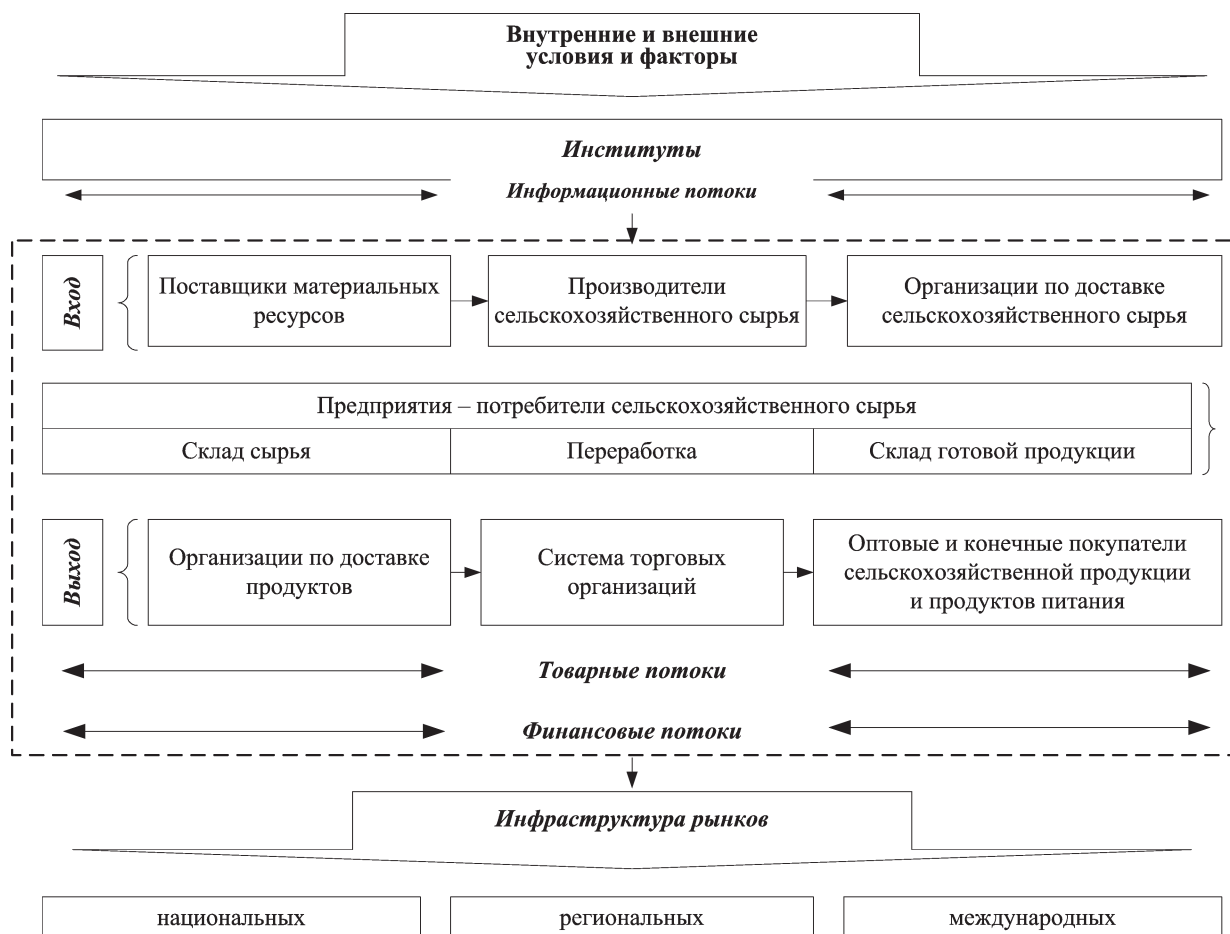 Внутренние и внешние
условия и факторы
Институты
Информационные потоки
Вход
Поставщики материальных
ресурсов
Производители
сельскохозяйственного сырья
Организации по доставке
сельскохозяйственного сырья
Предприятия – потребители сельскохозяйственного сырья
Склад сырья
Переработка
Склад готовой продукции
Выход
Организации по доставке
продуктов
Система торговых
организаций
Оптовые и конечные покупатели
сельскохозяйственной продукции
и продуктов питания
Товарные потоки
Финансовые потоки
Инфраструктура рынков
национальных
региональных
международных